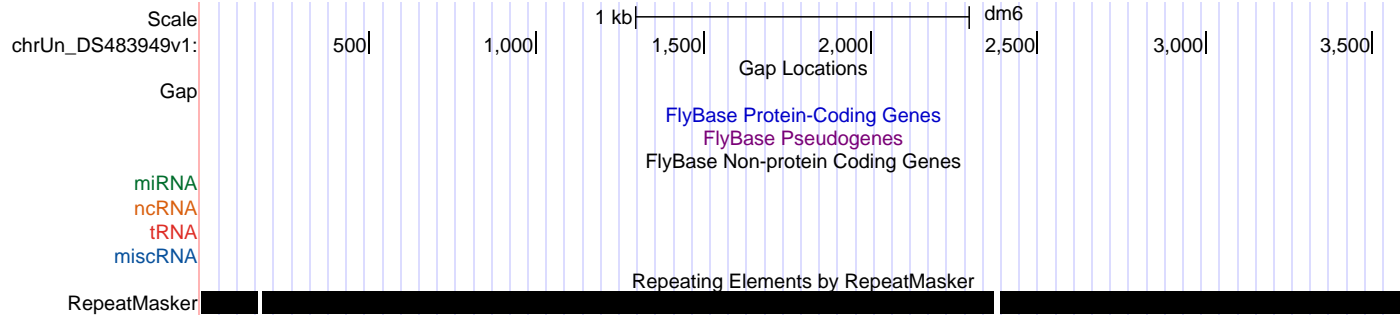 Scale 1 kb dm6
chrUn_DS483949v1: 500 1,000 1,500 2,000 2,500 3,000 3,500
Gap Locations
Gap
FlyBase Protein-Coding Genes
FlyBase Pseudogenes
FlyBase Non-protein Coding Genes
miRNA
ncRNA
tRNA
miscRNA
Repeating Elements by RepeatMasker
RepeatMasker